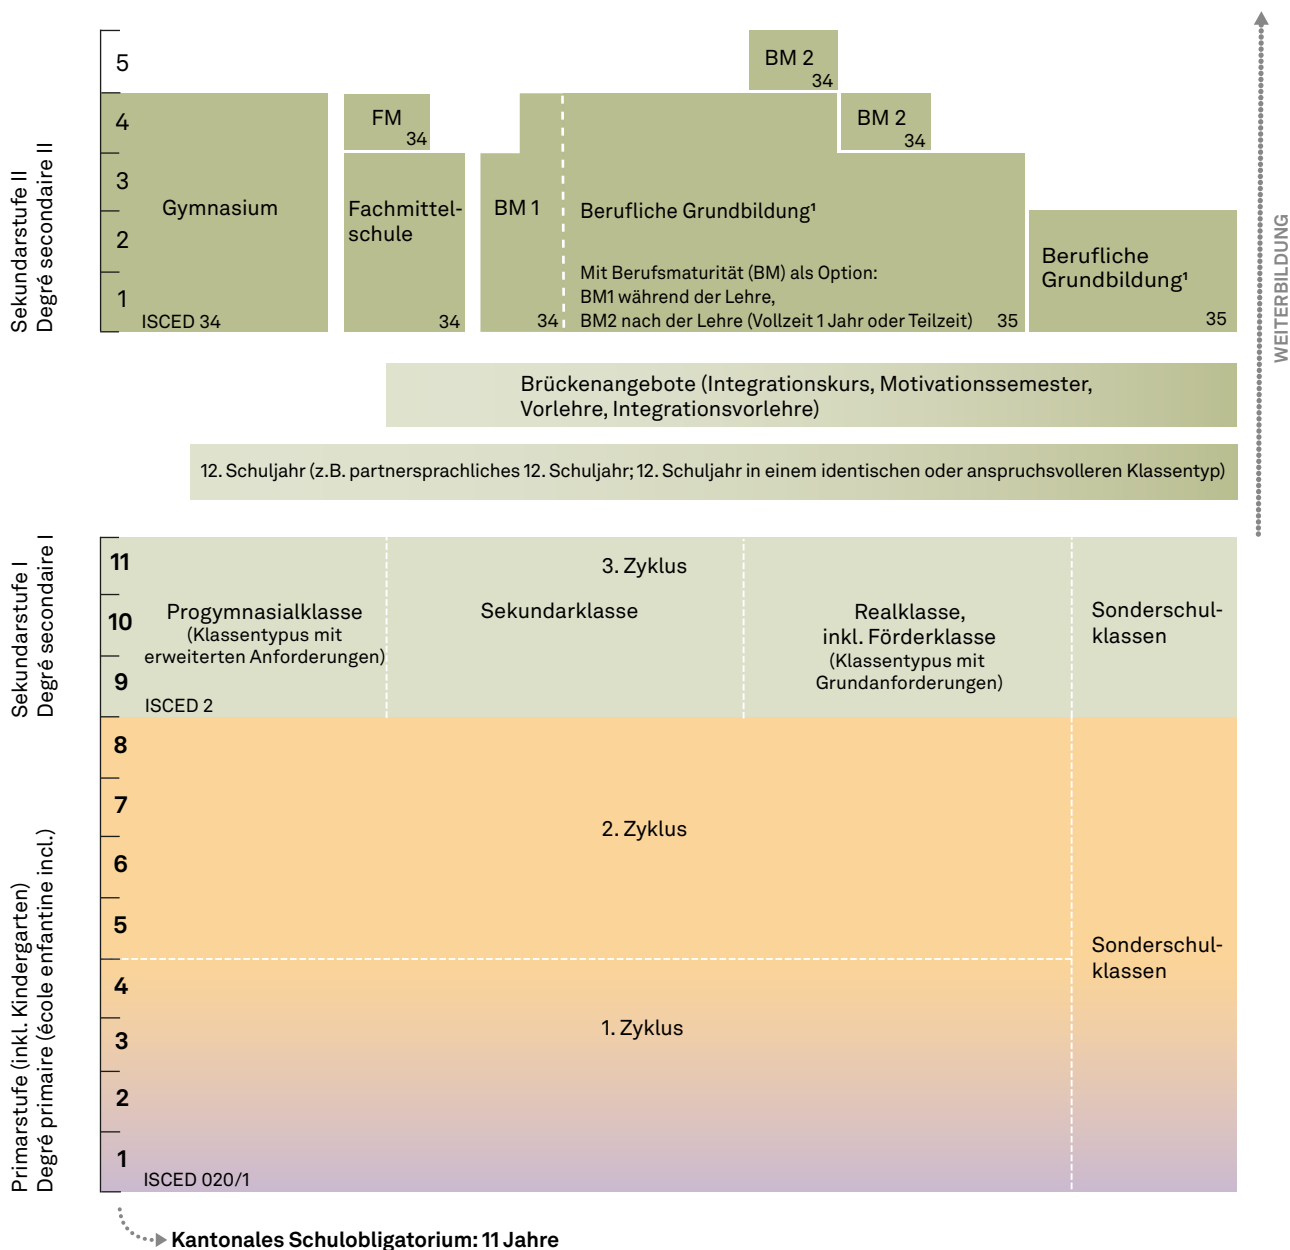 Sekundarstufe II
Degré secondaire II
5
4
3
2
1
BM 2
34
FM
34
BM 2
34
Gymnasium
ISCED 34
Fachmittel-
schule
34
BM 1
34
Berufliche Grundbildung¹
Mit Berufsmaturität (BM) als Option:
BM1 während der Lehre,
BM2 nach der Lehre (Vollzeit 1 Jahr oder Teilzeit)
35
Berufliche
Grundbildung¹
35
WEITERBILDUNG
Brückenangebote (Integrationskurs, Motivationssemester,
Vorlehre, Integrationsvorlehre)
12. Schuljahr (z.B. partnersprachliches 12. Schuljahr; 12. Schuljahr in einem identischen oder anspruchsvolleren Klassentyp)
Sekundarstufe I
Degré secondaire I
11
10
9
3. Zyklus
Progymnasialklasse
(Klassentypus mit
erweiterten Anforderungen)
ISCED 2
Sekundarklasse
Realklasse,
inkl. Förderklasse
(Klassentypus mit
Grundanforderungen)
Sonderschul-
klassen
Primarstufe (inkl. Kindergarten)
Degré primaire (école enfantine incl.)
8
7
6
5
4
3
2
1
2. Zyklus
1. Zyklus
Sonderschul-
klassen
ISCED 020/1
Kantonales Schulobligatorium: 11 Jahre